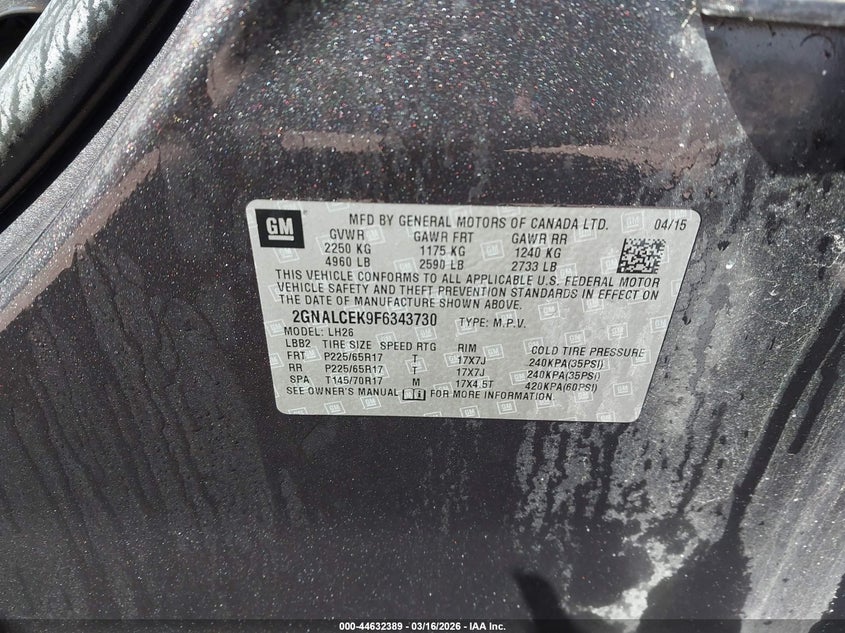 GM
MFD BY GENERAL MOTORS OF CANADA LTD. 04/15
GVWR GAWR FRT GAWR RR
2250 KG 1175 KG 1240 KG
4960 LB 2590 LB 2733 LB
THIS VEHICLE CONFORMS TO ALL APPLICABLE U.S. FEDERAL MOTOR
VEHICLE SAFETY AND THEFT PREVENTION STANDARDS IN EFFECT ON
THE DATE OF MANUFACTURE SHOWN ABOVE.
2GNALCEK9F6343730 TYPE: M.P.V.
MODEL: LH26
LBB2 TIRE SIZE SPEED RTG RIM COLD TIRE PRESSURE
FRT P225/65R17 T 17X7J 240KPA(35PSI)
RR P225/65R17 T 17X7J 240KPA(35PSI)
SPA T145/70R17 M 17X4.5T 420KPA(60PSI)
SEE OWNER'S MANUAL FOR MORE INFORMATION.
000-44632389 - 03/16/2026 - IAA Inc.